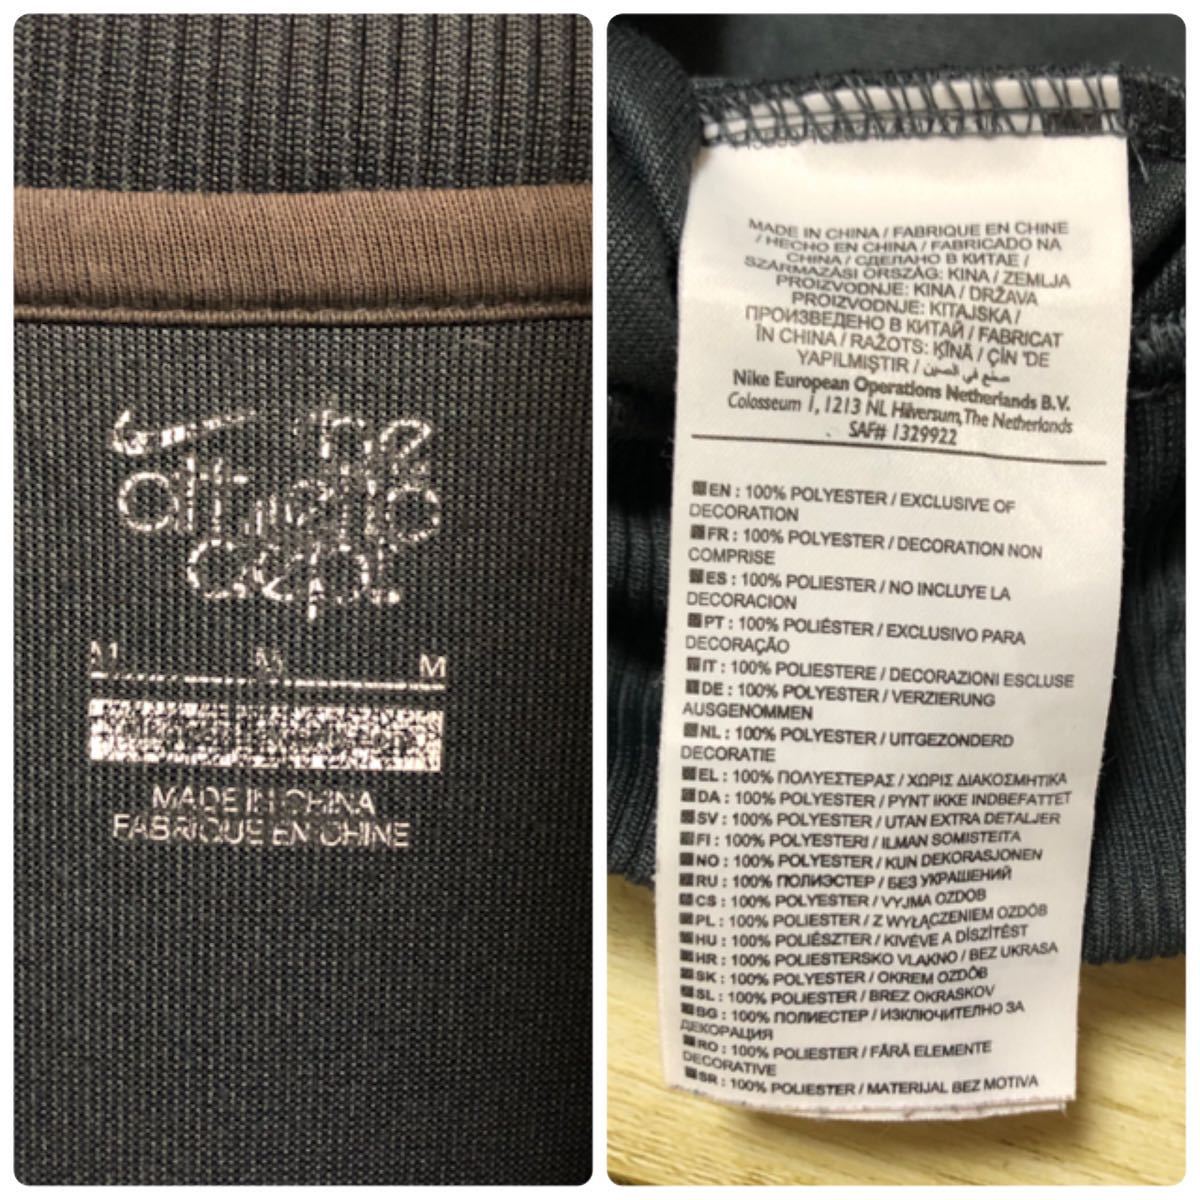 the
athletic
dept.
M
MADE IN CHINA
FABRIQUE EN CHINE
MADE IN CHINA / FABRIQUE EN CHINE
/ HECHO EN CHINA / FABRICADO NA
CHINA / СДЕЛАНО В КИТАЕ /
SZÁRMAZÁSI ORSZÁG: KÍNA / ZEMLJA
PROIZVODNJE: KINA / DRŽAVA
PROIZVODNJE: KITAJSKA /
ПРОИЗВЕДЕНО В КИТАЙ / FABRICAT
ÎN CHINA / RAŽOTS: ĶĪNĀ / ÇİN 'DE
YAPILMIŞTIR / صنع في الصين
Nike European Operations Netherlands B.V.
Colosseum 1, 1213 NL Hilversum, The Netherlands
SAF# 1329922
EN : 100% POLYESTER / EXCLUSIVE OF
DECORATION
FR : 100% POLYESTER / DECORATION NON
COMPRISE
ES : 100% POLIESTER / NO INCLUYE LA
DECORACION
PT : 100% POLIÉSTER / EXCLUSIVO PARA
DECORAÇÃO
IT : 100% POLIESTERE / DECORAZIONI ESCLUSE
DE : 100% POLYESTER / VERZIERUNG
AUSGENOMMEN
NL : 100% POLYESTER / UITGEZONDERD
DECORATIE
EL : 100% ΠΟΛΥΕΣΤΕΡΑΣ / ΧΩΡΙΣ ΔΙΑΚΟΣΜΗΤΙΚΑ
DA : 100% POLYESTER / PYNT IKKE INDBEFATTET
SV : 100% POLYESTER / UTAN EXTRA DETALJER
FI : 100% POLYESTERI / ILMAN SOMISTEITA
NO : 100% POLYESTER / KUN DEKORASJONEN
RU : 100% ПОЛИЭСТЕР / БЕЗ УКРАШЕНИЙ
CS : 100% POLYESTER / VYJMA OZDOB
PL : 100% POLIESTER / Z WYŁĄCZENIEM OZDÓB
HU : 100% POLIÉSZTER / KIVÉVE A DÍSZÍTÉST
HR : 100% POLIESTERSKO VLAKNO / BEZ UKRASA
SK : 100% POLYESTER / OKREM OZDÔB
SL : 100% POLIESTER / BREZ OKRASKOV
BG : 100% ПОЛИЕСТЕР / ИЗКЛЮЧИТЕЛНО ЗА
ДЕКОРАЦИЯ
RO : 100% POLIESTER / FĂRĂ ELEMENTE
DECORATIVE
SR : 100% POLIESTER / MATERIJAL BEZ MOTIVA